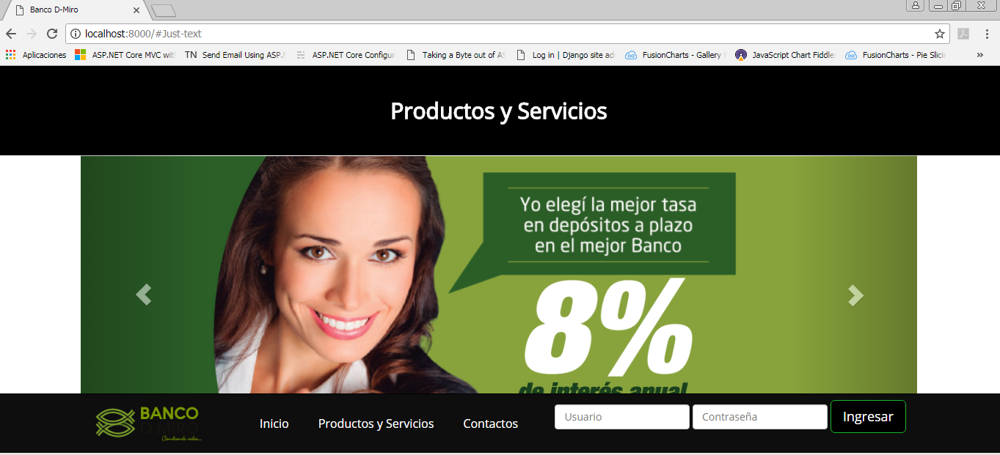 Banco D-Miro
localhost:8000/#Just-text
Aplicaciones
ASP.NET Core MVC wit
TN Send Email Using ASP.
ASP.NET Core Configur
Taking a Byte out of AS
Log in | Django site ad
FusionCharts - Gallery
JavaScript Chart Fiddle
FusionCharts - Pie Slici
Productos y Servicios
Yo elegí la mejor tasa
en depósitos a plazo
en el mejor Banco
8%
de interés anual
BANCO
D-MIRO
Cambiando vidas...
Inicio
Productos y Servicios
Contactos
Usuario
Contraseña
Ingresar